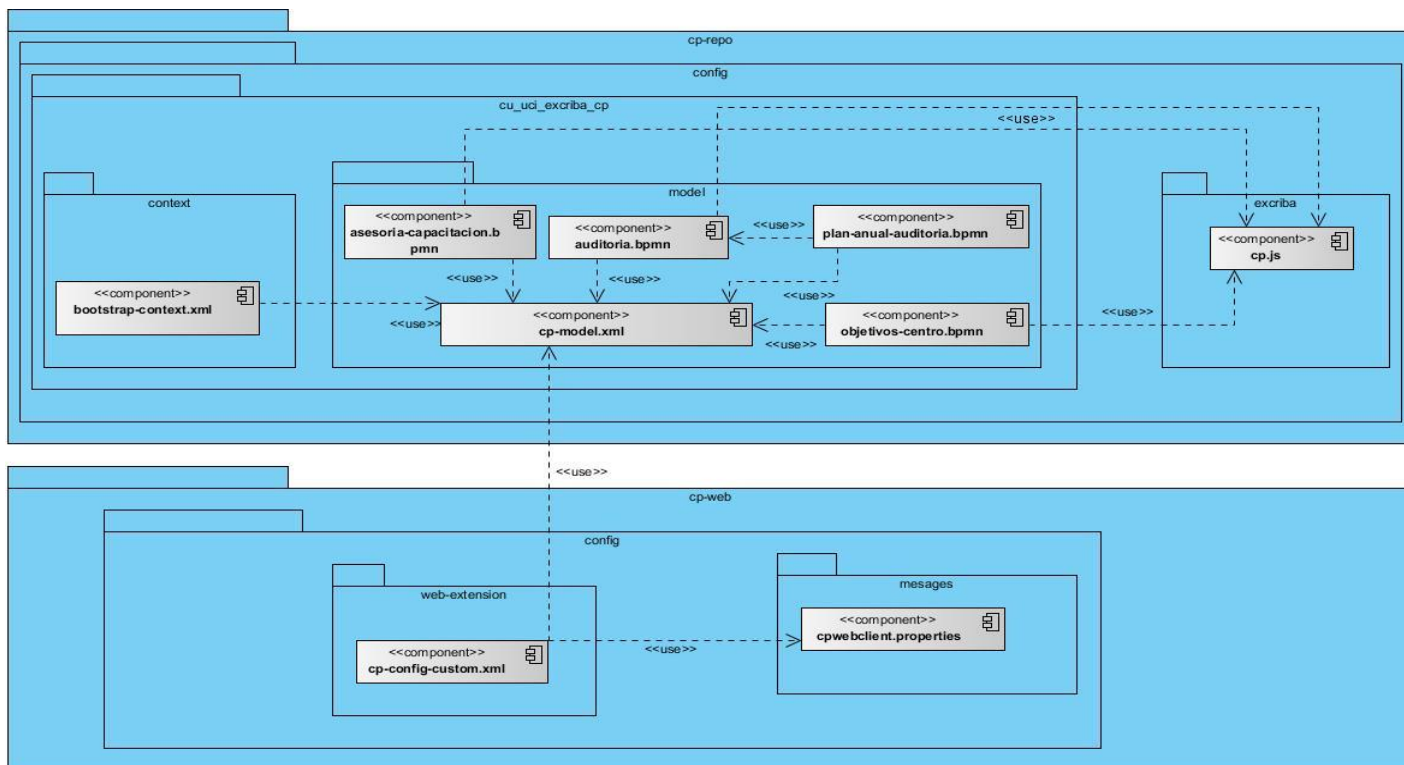 cp-repo
config
cu_uci_excriba_cp
<<use>>
context
model
excriba
<<component>>
asesoria-capacitacion.b
pmn
<<component>>
auditoria.bpmn
<<use>>
<<component>>
plan-anual-auditoria.bpmn
<<component>>
cp.js
<<use>>
<<use>>
<<use>>
<<component>>
bootstrap-context.xml
<<use>>
<<component>>
cp-model.xml
<<use>>
<<component>>
objetivos-centro.bpmn
<<use>>
<<use>>
cp-web
config
web-extension
mesages
<<component>>
cp-config-custom.xml
<<use>>
<<component>>
cpwebclient.properties